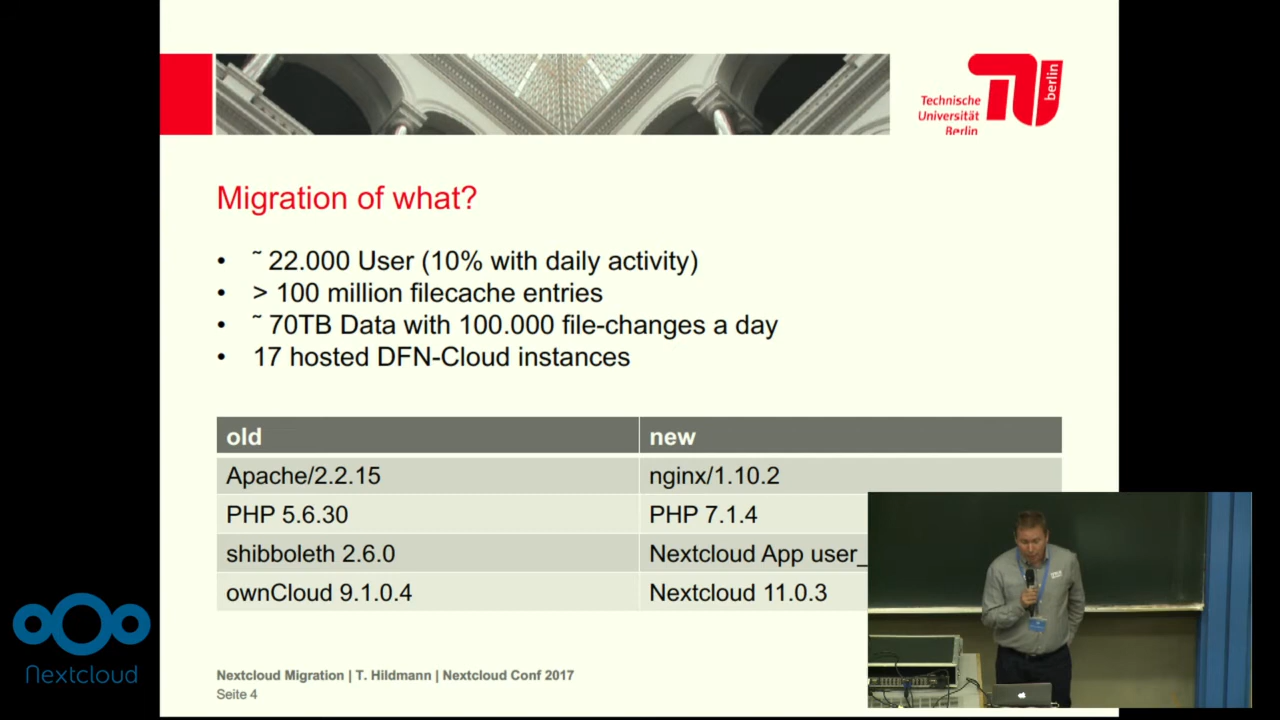 Technische
Universität
Berlin
berlin
Migration of what?
• ˜ 22.000 User (10% with daily activity)
• > 100 million filecache entries
• ˜ 70TB Data with 100.000 file-changes a day
• 17 hosted DFN-Cloud instances
old new
Apache/2.2.15 nginx/1.10.2
PHP 5.6.30 PHP 7.1.4
shibboleth 2.6.0 Nextcloud App user_
ownCloud 9.1.0.4 Nextcloud 11.0.3
Nextcloud
Nextcloud Migration | T. Hildmann | Nextcloud Conf 2017
Seite 4